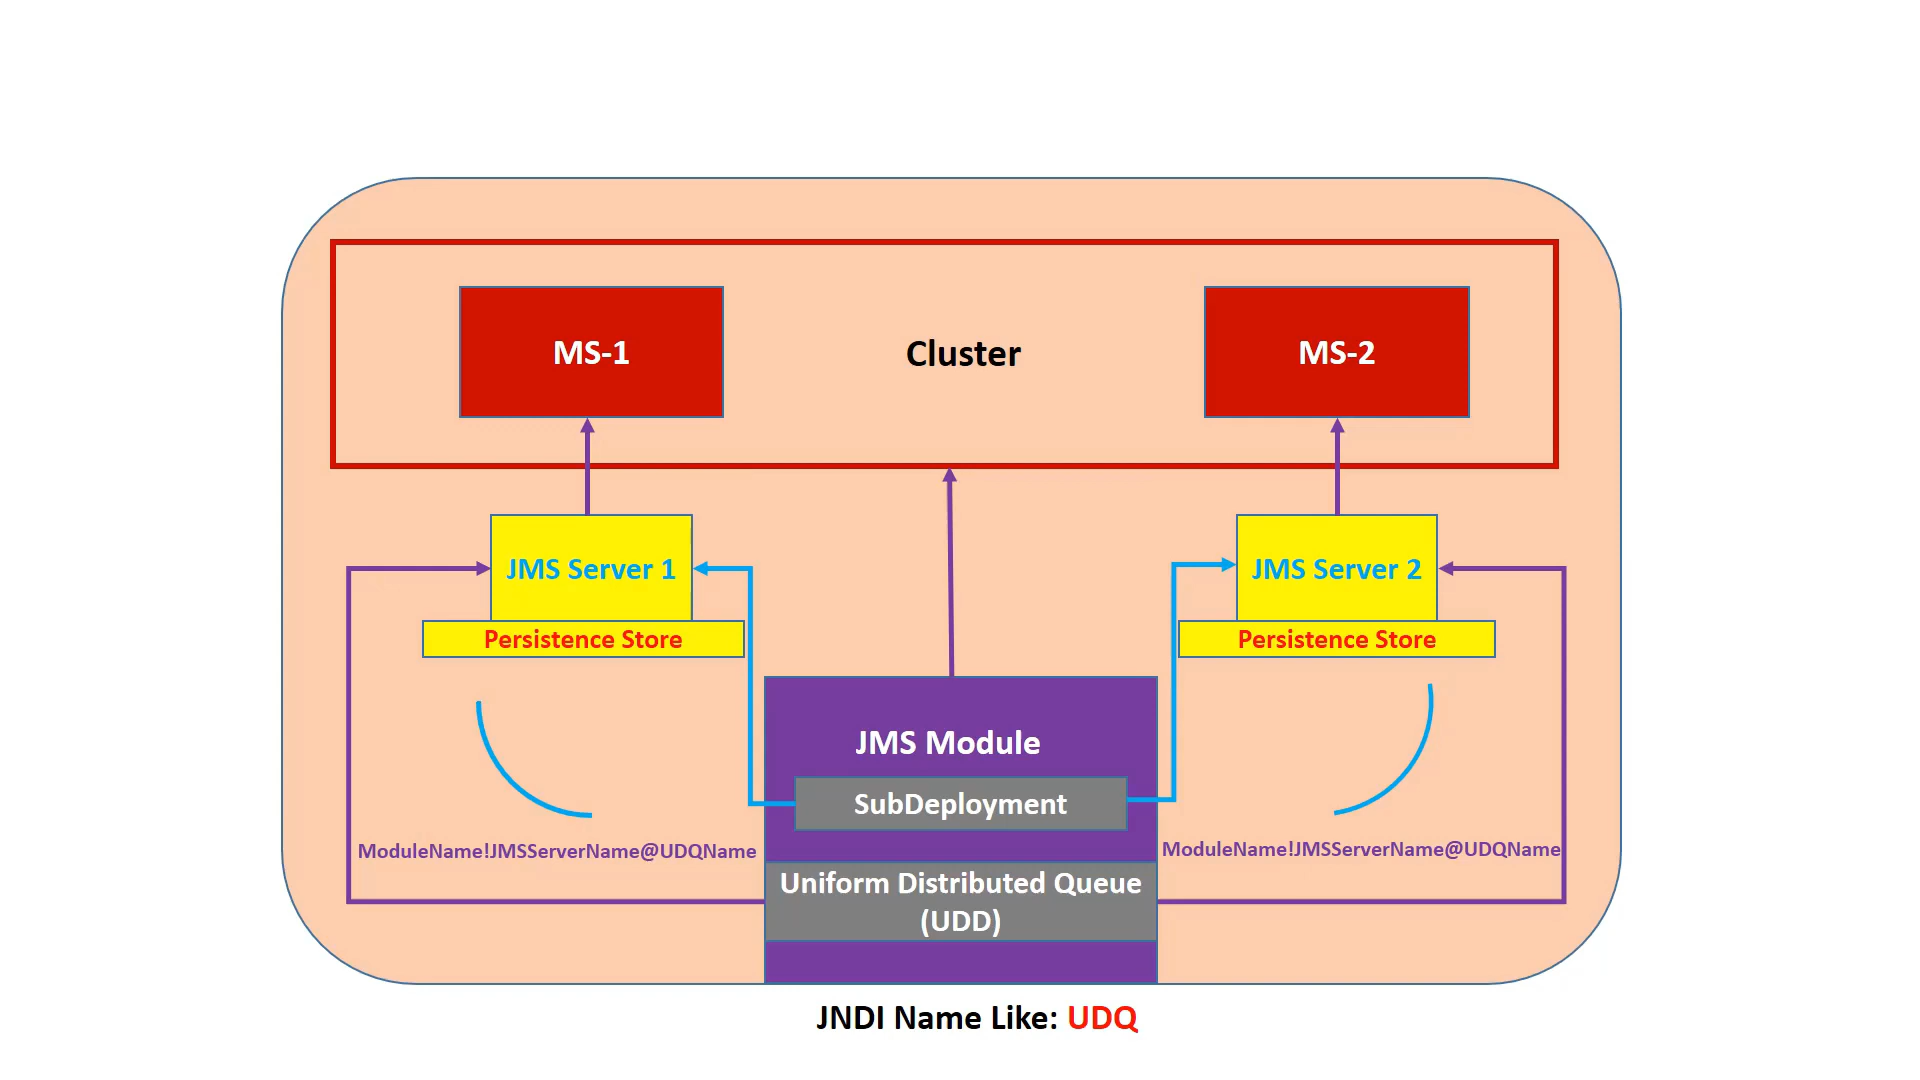 MS-1
Cluster
MS-2
JMS Server 1
JMS Server 2
Persistence Store
Persistence Store
JMS Module
SubDeployment
ModuleName!JMSServerName@UDQName
ModuleName!JMSServerName@UDQName
Uniform Distributed Queue
(UDD)
JNDI Name Like: UDQ